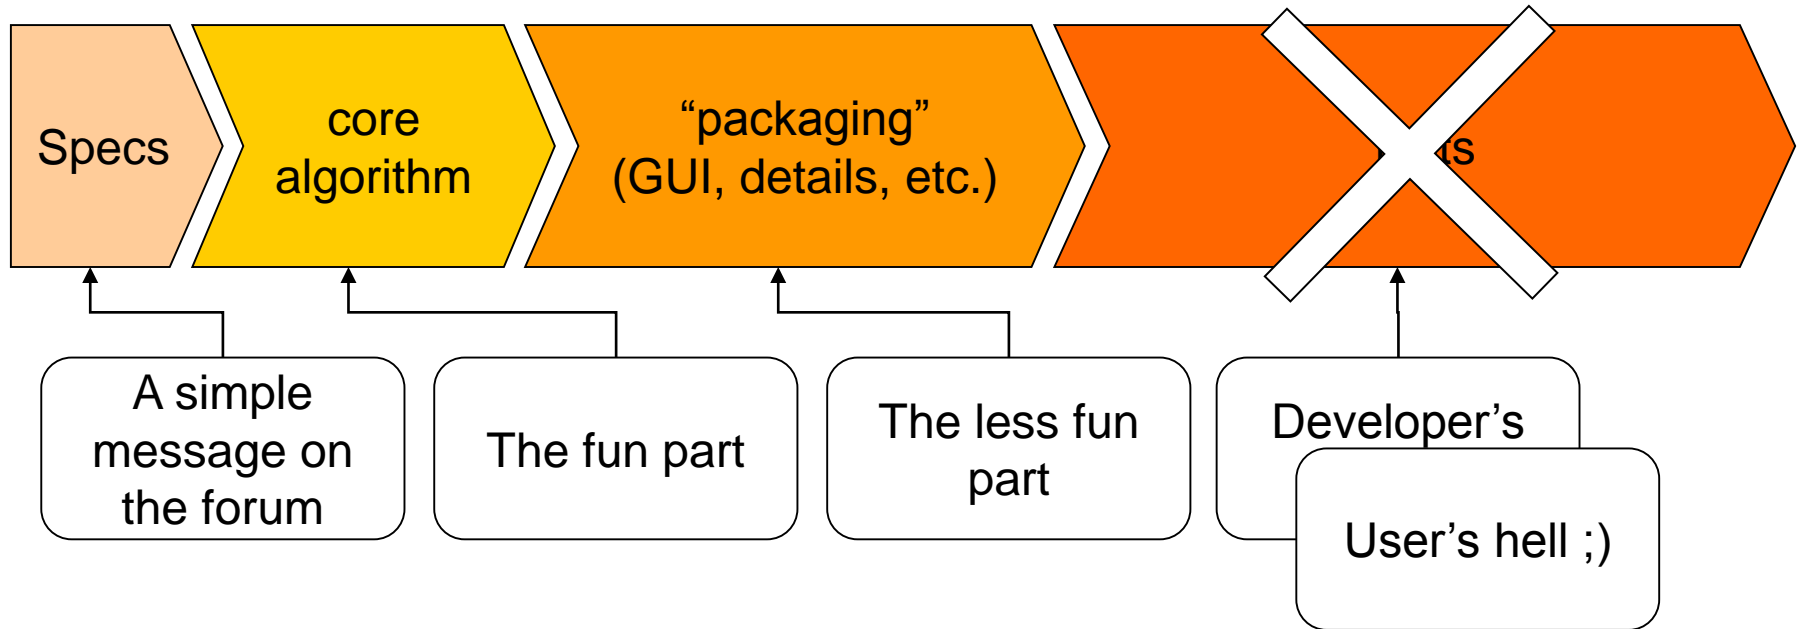 Specs
core
algorithm
“packaging”
(GUI, details, etc.)
A simple
message on
the forum
The fun part
The less fun
part
Developer’s
User’s hell ;)